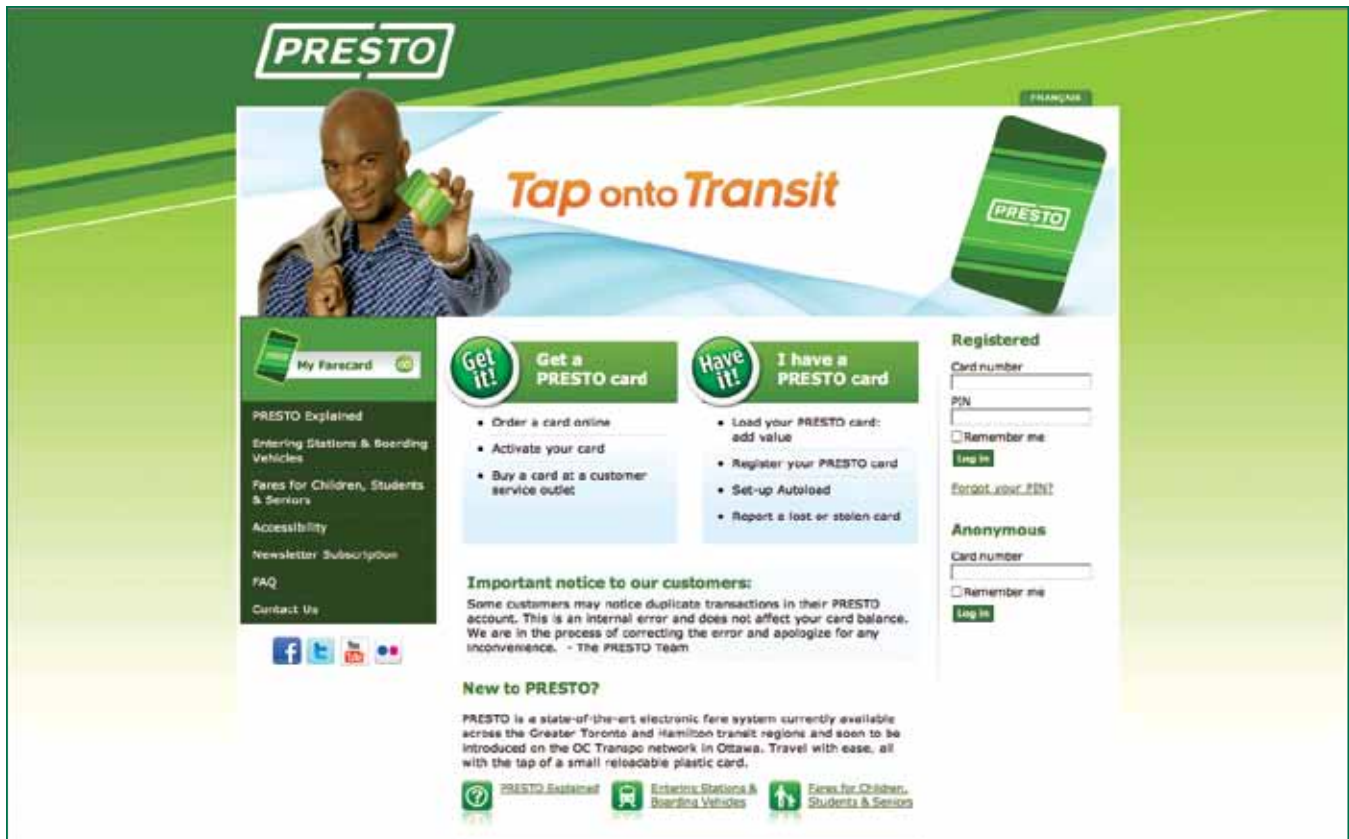 PRESTO
FRANÇAIS
Tap onto Transit
PRESTO
My Farecard
GO
PRESTO Explained
Entering Stations & Boarding
Vehicles
Fares for Children, Students
& Seniors
Accessibility
Newsletter Subscription
FAQ
Contact Us
Get
it!
Get a
PRESTO card
• Order a card online
• Activate your card
• Buy a card at a customer
service outlet
Have
it!
I have a
PRESTO card
• Load your PRESTO card:
add value
• Register your PRESTO card
• Set-up Autoload
• Report a lost or stolen card
Registered
Card number
PIN
Remember me
Log in
Forgot your PIN?
Anonymous
Card number
Remember me
Log in
Important notice to our customers:
Some customers may notice duplicate transactions in their PRESTO
account. This is an internal error and does not affect your card balance.
We are in the process of correcting the error and apologize for any
inconvenience. - The PRESTO Team
New to PRESTO?
PRESTO is a state-of-the-art electronic fare system currently available
across the Greater Toronto and Hamilton transit regions and soon to be
introduced on the OC Transpo network in Ottawa. Travel with ease, all
with the tap of a small reloadable plastic card.
PRESTO Explained
Entering Stations &
Boarding Vehicles
Fares for Children,
Students & Seniors
f
t
You
Tube